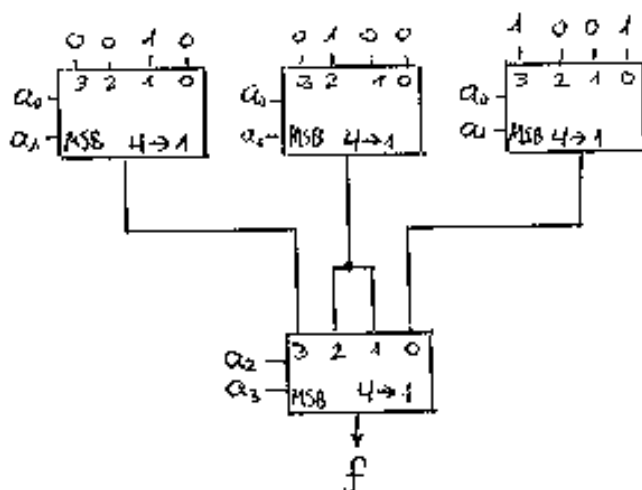 0 0 1 0
0 1 0 0
1 0 0 1
3 2 1 0
3 2 1 0
3 2 1 0
a₀
a₀
a₀
a₁ MSB 4→1
a₁ MSB 4→1
a₁ MSB 4→1
3 2 1 0
a₂
a₃ MSB 4→1
f